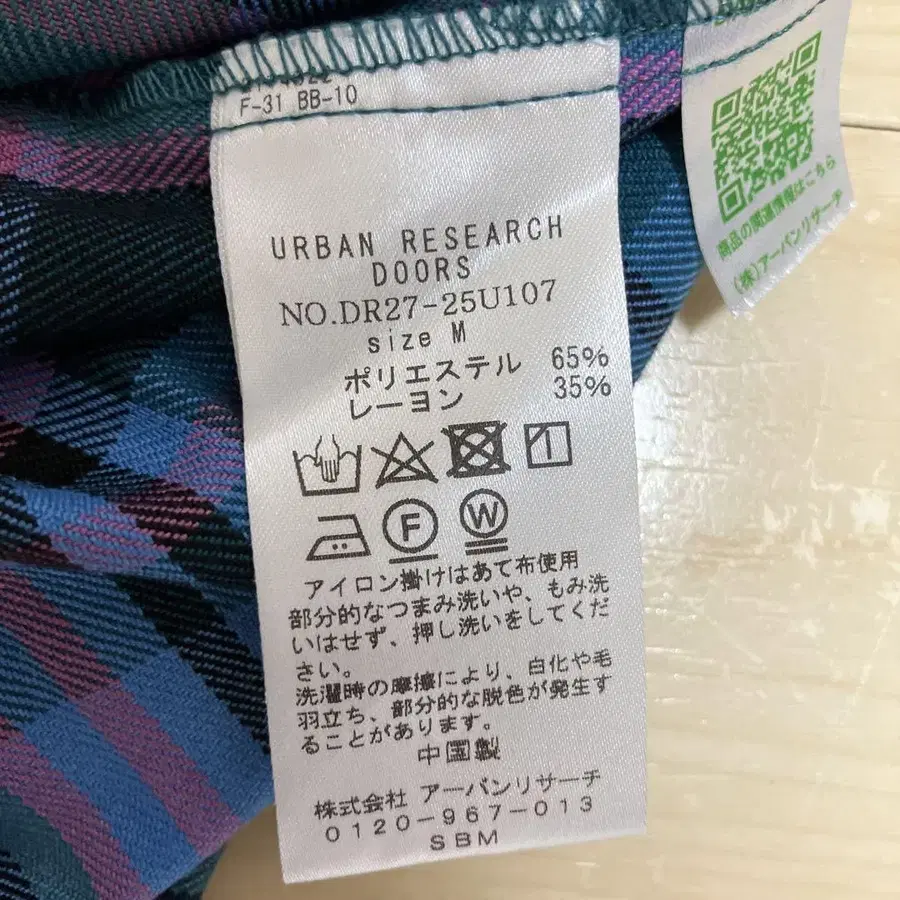 F-31 BB-10
URBAN RESEARCH
DOORS
NO.DR27-25U107
size M
ポリエステル 65%
レーヨン 35%
F W
アイロン掛けはあて布使用
部分的なつまみ洗いや、もみ洗
いはせず、押し洗いをしてくだ
さい。
洗濯時の摩擦により、白化や毛
羽立ち、部分的な脱色が発生す
ることがあります。
中国製
株式会社 アーバンリサーチ
0120-967-013
SBM
商品の関連情報はこちら
(株)アーバンリサーチ